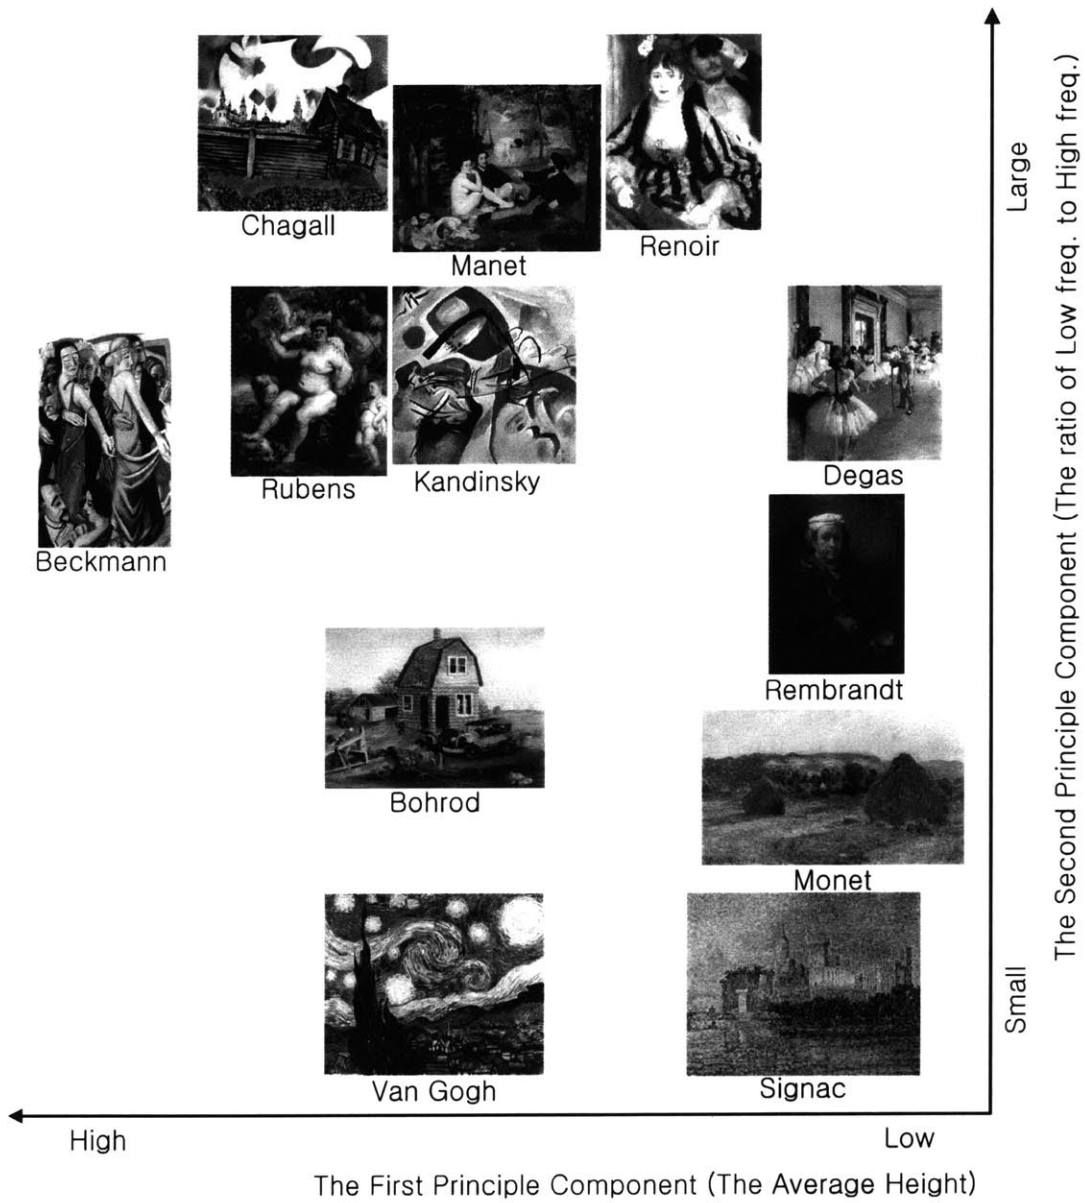 Chagall
Manet
Renoir
Rubens
Kandinsky
Degas
Beckmann
Rembrandt
Bohrod
Monet
Van Gogh
Signac
Large
Small
The Second Principle Component (The ratio of Low freq. to High freq.)
High
Low
The First Principle Component (The Average Height)